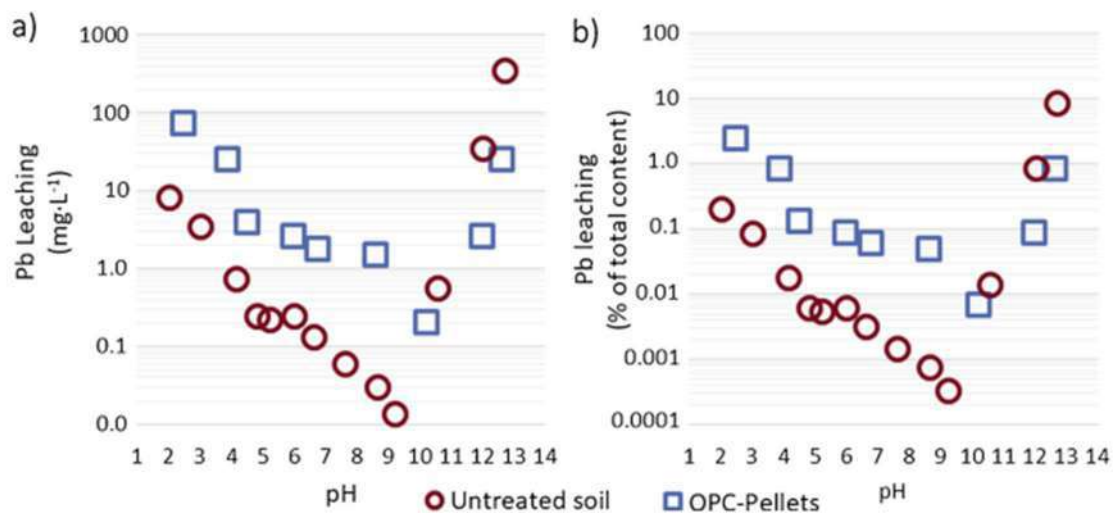 a)
Pb Leaching
(mg·L⁻¹)
1000
100
10
1.0
0.1
0.0
1 2 3 4 5 6 7 8 9 10 11 12 13 14
pH
b)
Pb leaching
(% of total content)
100
10
1.0
0.1
0.01
0.001
0.0001
1 2 3 4 5 6 7 8 9 10 11 12 13 14
pH
Untreated soil
OPC-Pellets